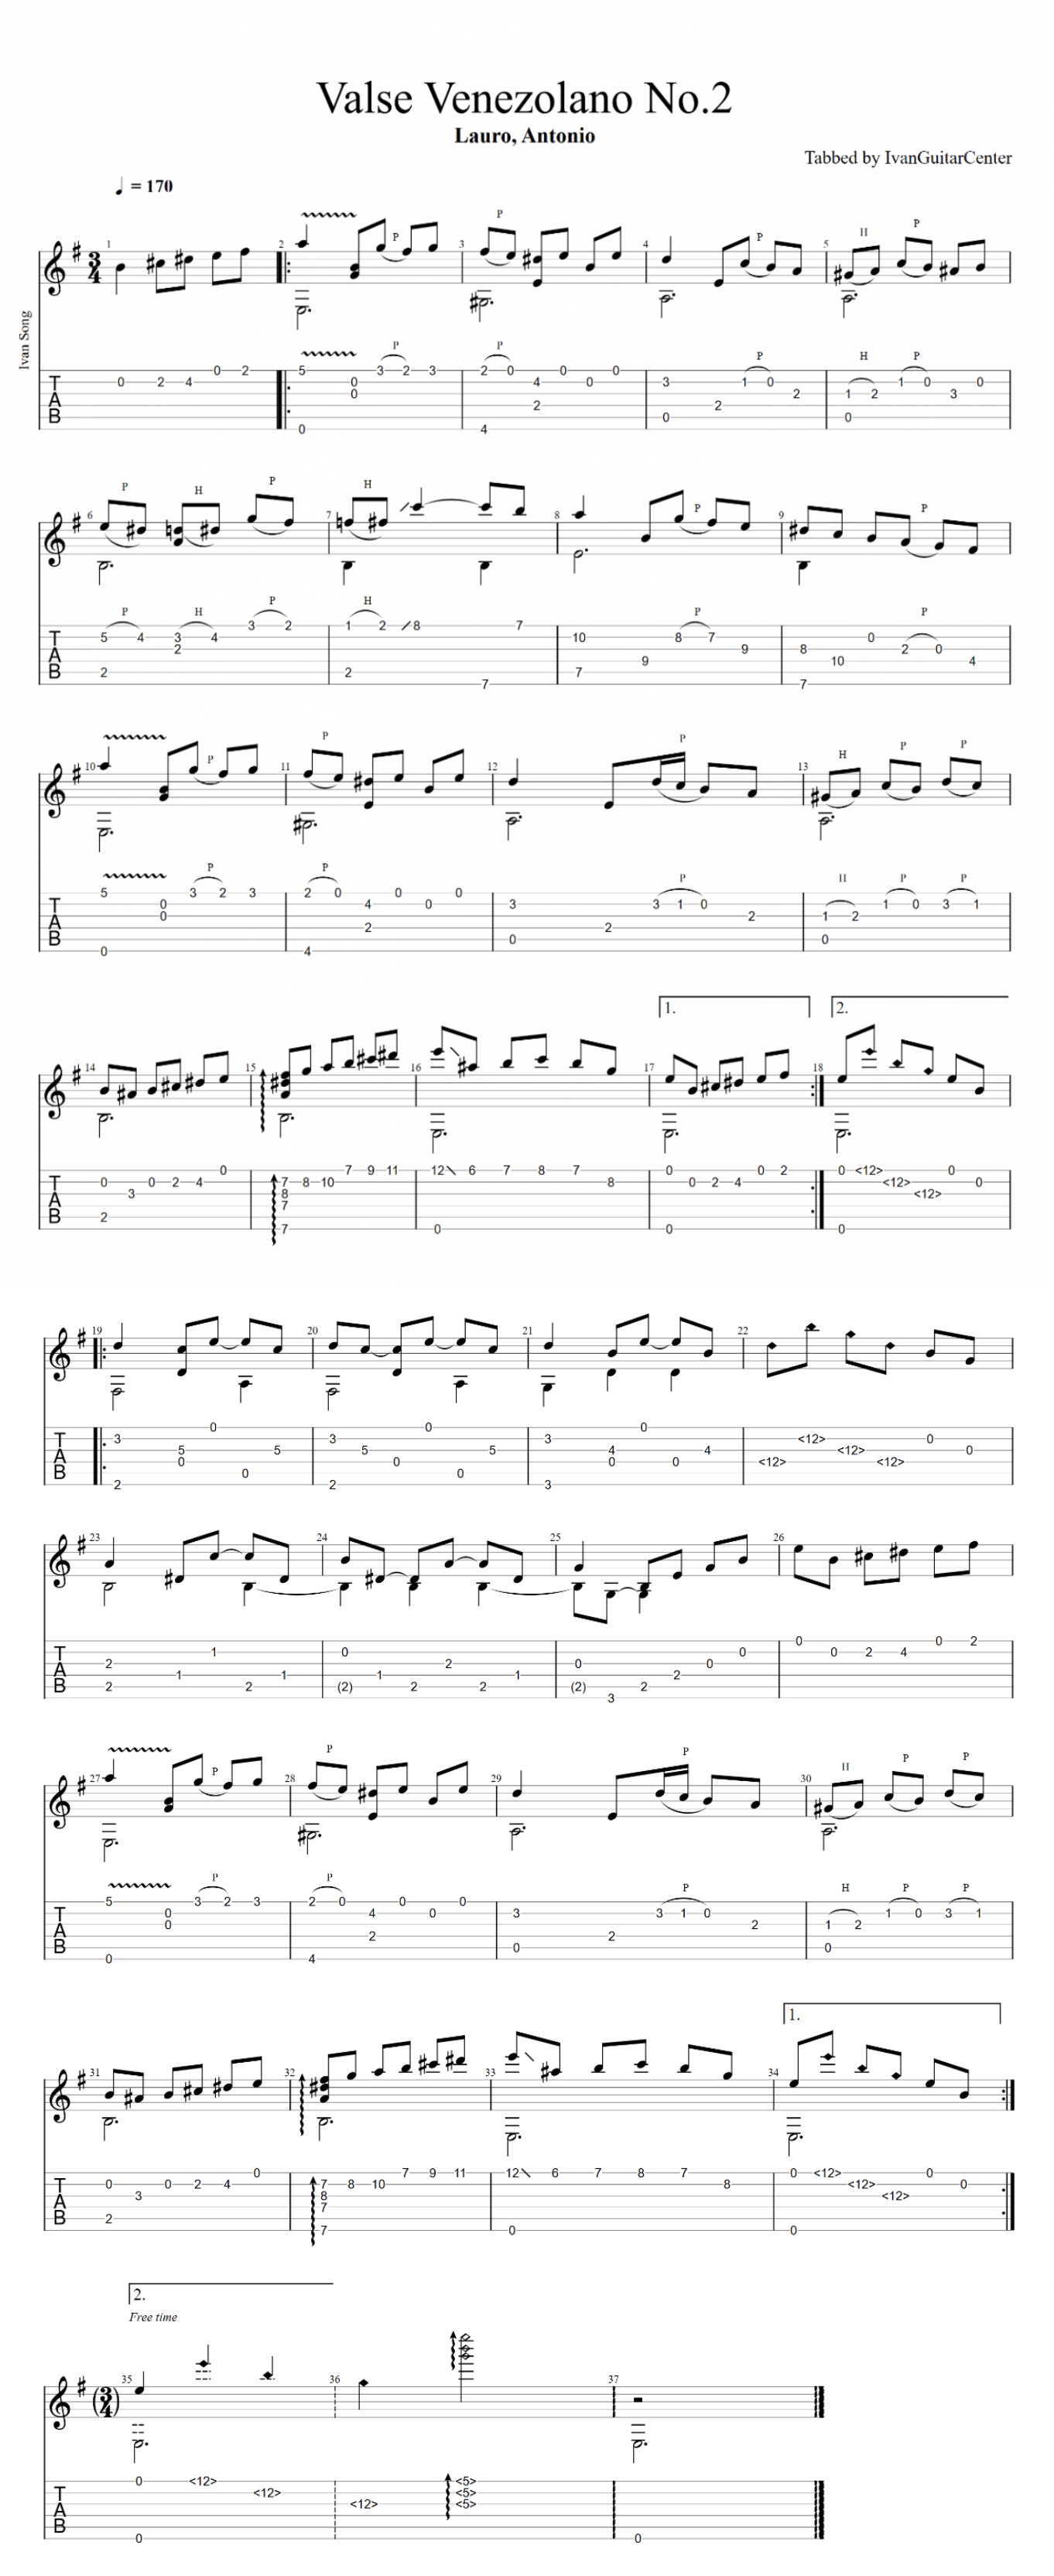 Valse Venezolano No.2
Lauro, Antonio
Tabbed by IvanGuitarCenter
= 170
Ivan Song
1 2 3 4 5
3
4
P P P H P
P P P H P
0 2 4 0 2 5 0 0 0 3 2 3 2 0 4 4 2 0 0 0 3 0 2 1 0 2 1 0 2 1 0 3 0
6 7 8 9
P H P H P P
P H P H P P
5 2 4 3 2 4 3 2 1 2 2 8 7 7 10 7 9 8 7 9 8 7 10 0 2 0 4
10 11 12 13
P P P H P P
P P P H P P
5 0 0 0 3 2 3 2 4 0 4 2 0 0 0 3 0 2 3 1 0 2 1 0 2 1 0 3 1
1. 2.
14 15 16 17 18
0 2 3 0 2 4 0 7 8 7 7 8 10 7 9 11 12 0 6 7 8 7 8 0 0 0 2 4 0 2 0 0 <12> <12> <12> 0 0
19 20 21 22
3 2 5 0 0 0 5 3 2 5 0 0 0 5 3 3 4 0 0 0 4 <12> <12> <12> <12> 0 0
23 24 25 26
2 2 1 1 2 1 0 (2) 1 2 2 2 1 0 (2) 3 2 2 0 0 0 0 2 4 0 2
27 28 29 30
P P P H P P
P P P H P P
5 0 0 0 3 2 3 2 4 0 4 2 0 0 0 3 0 2 3 1 0 2 1 0 2 1 0 3 1
1.
31 32 33 34
0 2 3 0 2 4 0 7 8 7 7 8 10 7 9 11 12 0 6 7 8 7 8 0 0 <12> <12> <12> 0 0
2.
Free time
35 36 37
(3
4)
0 0 <12> <12> <12> <5> <5> <5> 0